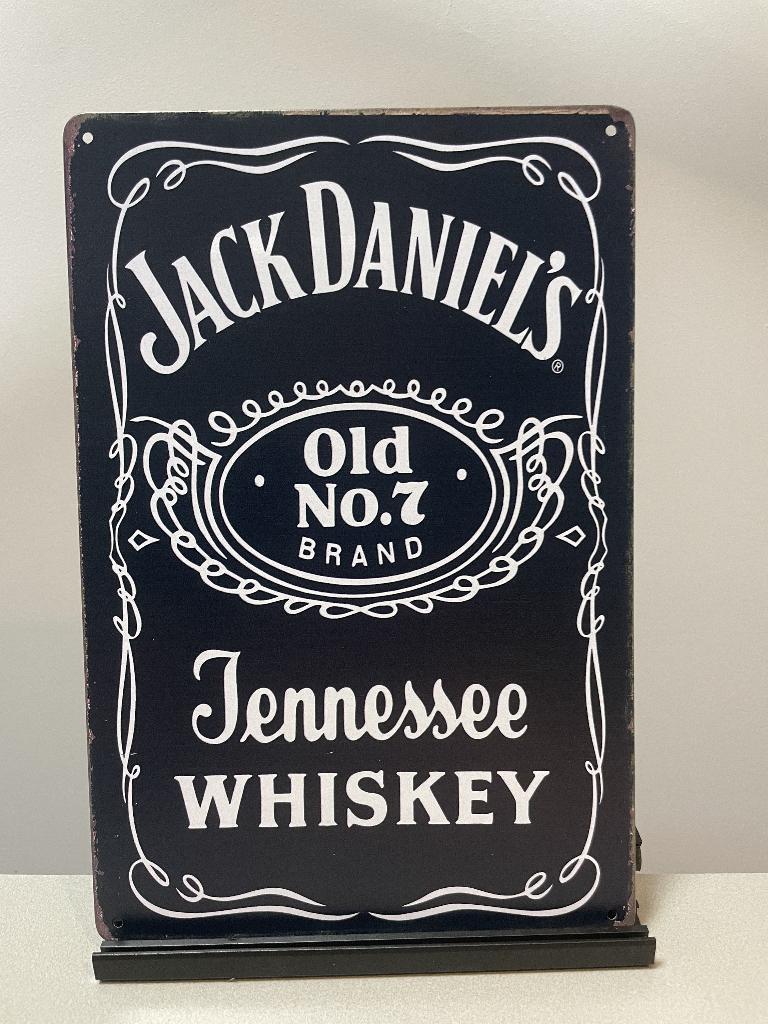 JACK DANIEL'S
®
Old
No.7
BRAND
Tennessee
WHISKEY